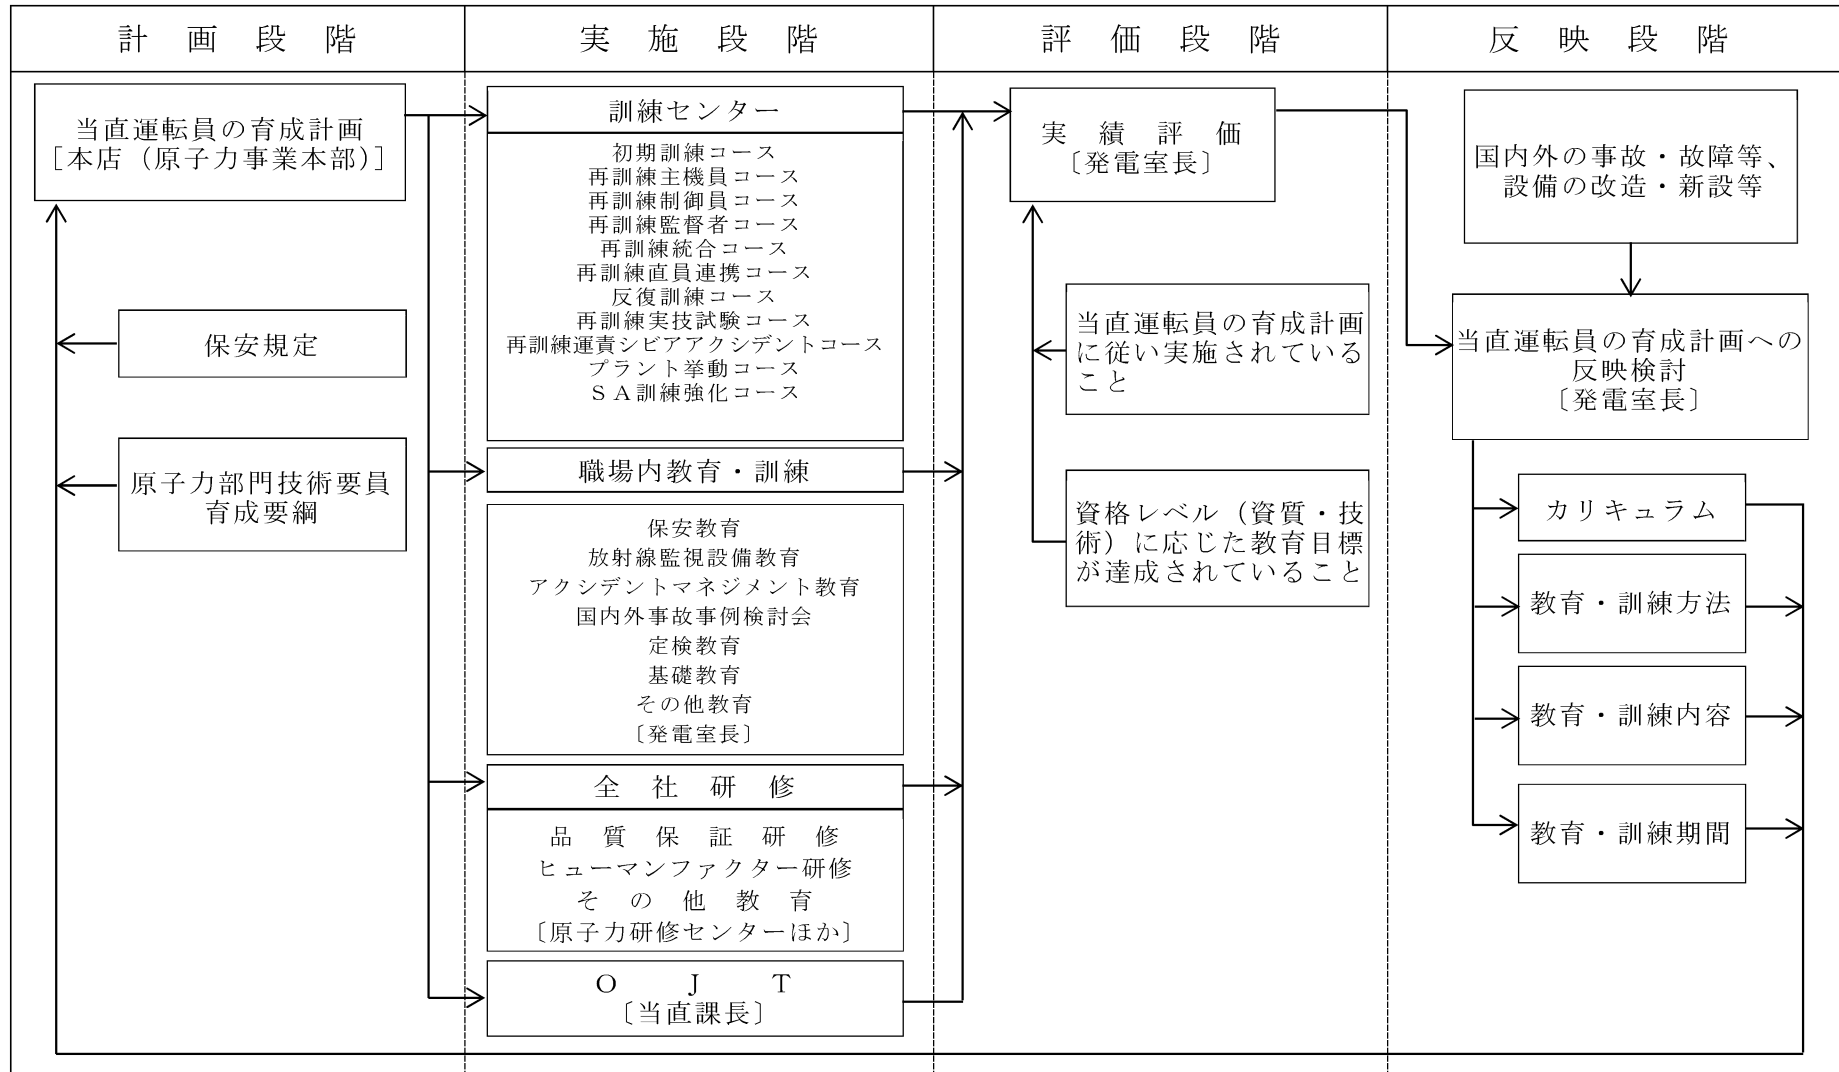 計画段階
実施段階
評価段階
反映段階
当直運転員の育成計画
［本店（原子力事業本部）］
保安規定
原子力部門技術要員
育成要綱
訓練センター
初期訓練コース
再訓練主機員コース
再訓練制御員コース
再訓練監督者コース
再訓練統合コース
再訓練直員連携コース
反復訓練コース
再訓練実技試験コース
再訓練運責シビアアクシデントコース
プラント挙動コース
ＳＡ訓練強化コース
職場内教育・訓練
保安教育
放射線監視設備教育
アクシデントマネジメント教育
国内外事故事例検討会
定検教育
基礎教育
その他教育
〔発電室長〕
全社研修
品質保証研修
ヒューマンファクター研修
その他教育
〔原子力研修センターほか〕
ＯＪＴ
〔当直課長〕
実績評価
〔発電室長〕
当直運転員の育成計画
に従い実施されている
こと
資格レベル（資質・技
術）に応じた教育目標
が達成されていること
国内外の事故・故障等、
設備の改造・新設等
当直運転員の育成計画への
反映検討
〔発電室長〕
カリキュラム
教育・訓練方法
教育・訓練内容
教育・訓練期間